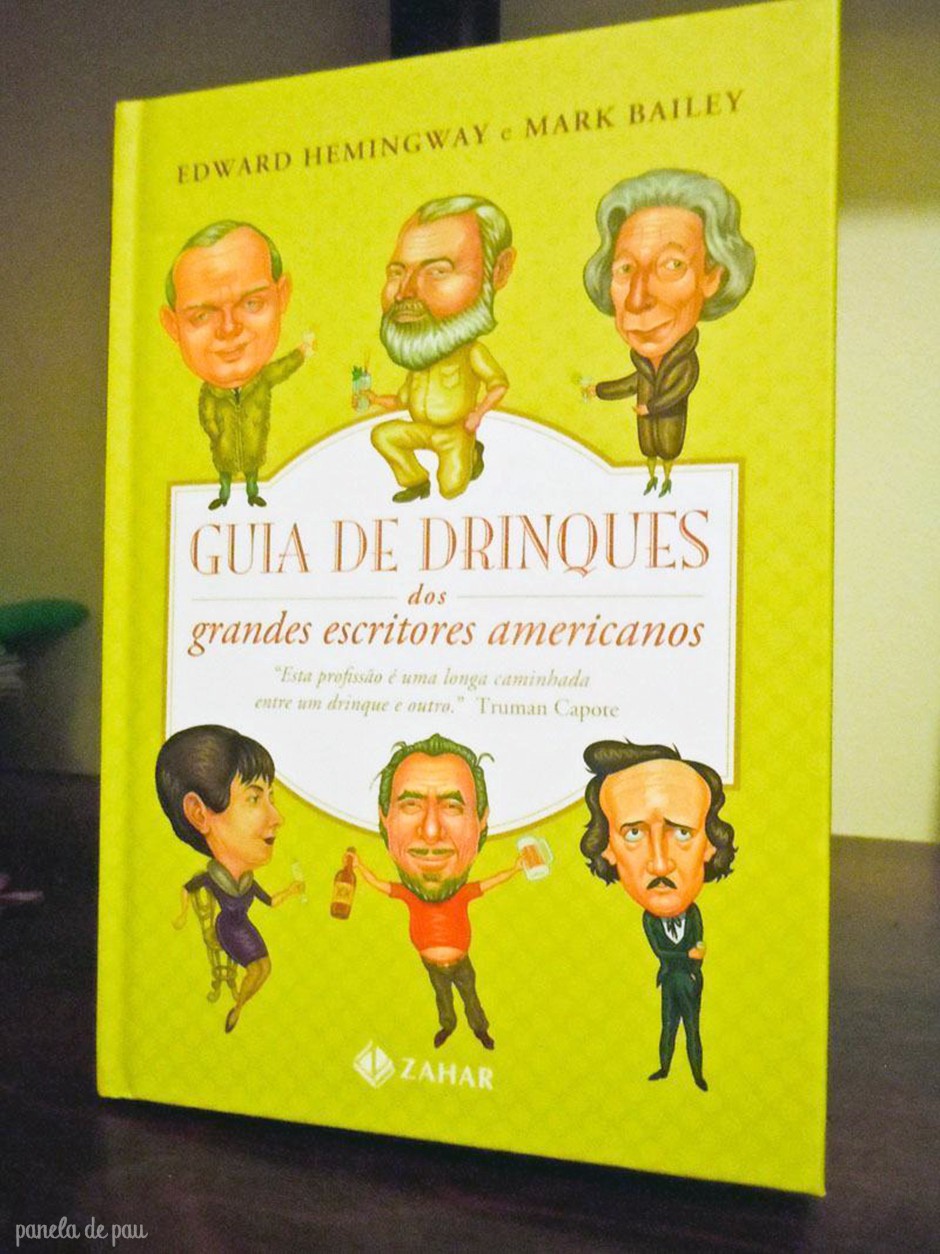 EDWARD HEMINGWAY e MARK BAILEY
GUIA DE DRINQUES
dos
grandes escritores americanos
"Esta profissão é uma longa caminhada
entre um drinque e outro." Truman Capote
ZAHAR
panela de pau